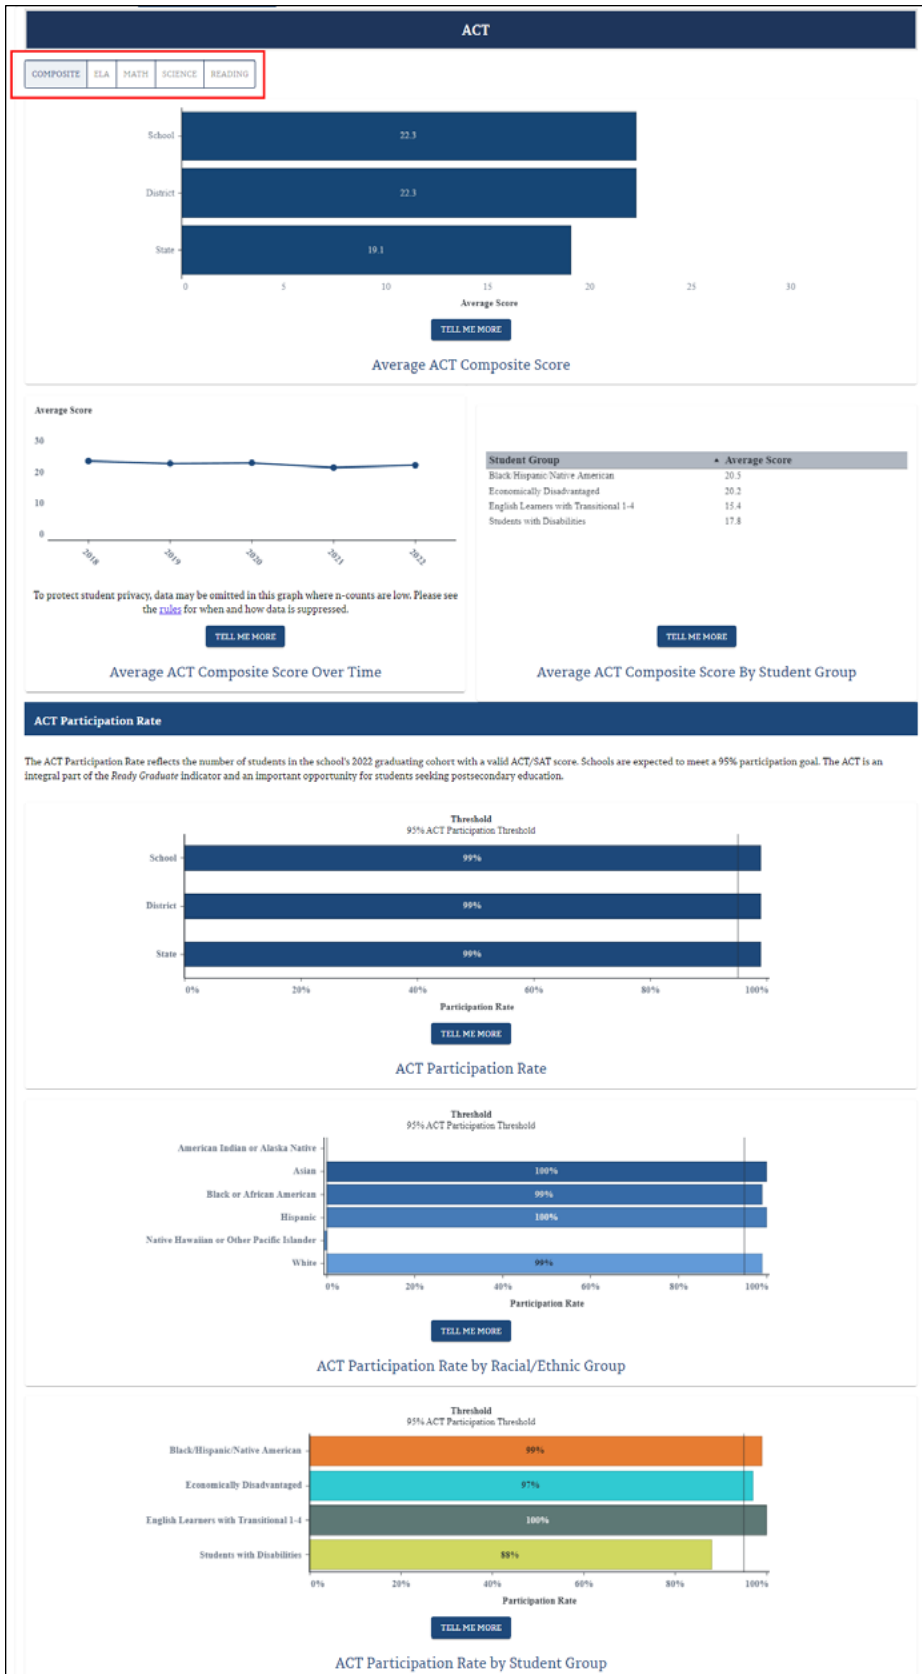 ACT
COMPOSITE ELA MATH SCIENCE READING
School 22.3
District 22.3
State 19.1
0 5 10 15 20 25 30
Average Score
TELL ME MORE
Average ACT Composite Score
Average Score
30
20
10
0
2018 2019 2020 2021 2022
To protect student privacy, data may be omitted in this graph where n-counts are low. Please see
the rules for when and how data is suppressed.
TELL ME MORE
Average ACT Composite Score Over Time
Student Group Average Score
Black/Hispanic/Native American 20.5
Economically Disadvantaged 20.2
English Learners with Transitional 1-4 15.4
Students with Disabilities 17.8
TELL ME MORE
Average ACT Composite Score By Student Group
ACT Participation Rate
The ACT Participation Rate reflects the number of students in the school's 2022 graduating cohort with a valid ACT/SAT score. Schools are expected to meet a 95% participation goal. The ACT is an
integral part of the Ready Graduate indicator and an important opportunity for students seeking postsecondary education.
Threshold
95% ACT Participation Threshold
School 99%
District 99%
State 99%
0% 20% 40% 60% 80% 100%
Participation Rate
TELL ME MORE
ACT Participation Rate
Threshold
95% ACT Participation Threshold
American Indian or Alaska Native
Asian 100%
Black or African American 99%
Hispanic 100%
Native Hawaiian or Other Pacific Islander
White 99%
0% 20% 40% 60% 80% 100%
Participation Rate
TELL ME MORE
ACT Participation Rate by Racial/Ethnic Group
Threshold
95% ACT Participation Threshold
Black/Hispanic/Native American 99%
Economically Disadvantaged 97%
English Learners with Transitional 1-4 100%
Students with Disabilities 88%
0% 20% 40% 60% 80% 100%
Participation Rate
TELL ME MORE
ACT Participation Rate by Student Group